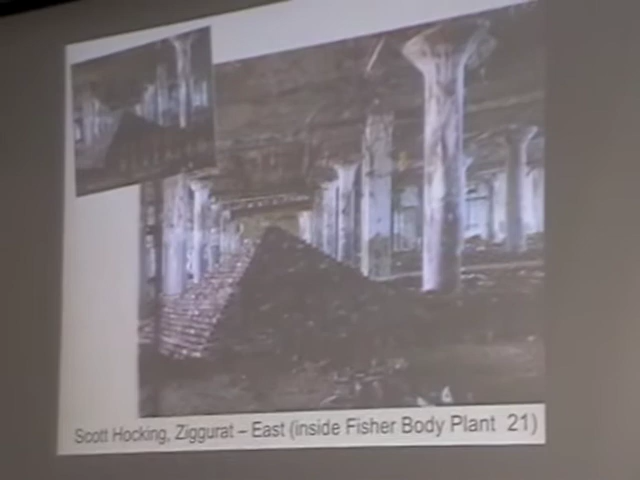 Scott Hocking, Ziggurat – East (inside Fisher Body Plant 21)